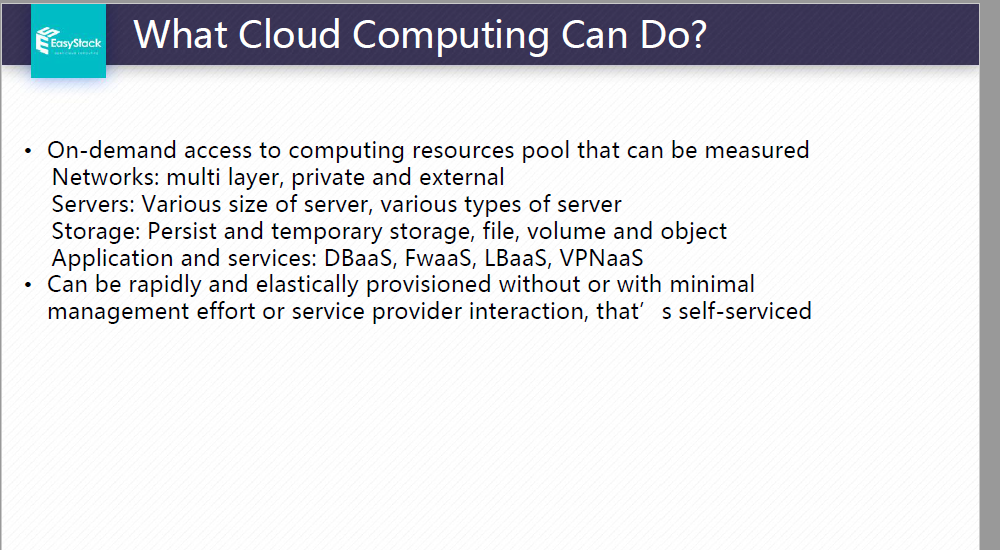 EasyStack
What Cloud Computing Can Do?
• On-demand access to computing resources pool that can be measured
Networks: multi layer, private and external
Servers: Various size of server, various types of server
Storage: Persist and temporary storage, file, volume and object
Application and services: DBaaS, FwaaS, LBaaS, VPNaaS
• Can be rapidly and elastically provisioned without or with minimal
management effort or service provider interaction, that’ s self-serviced